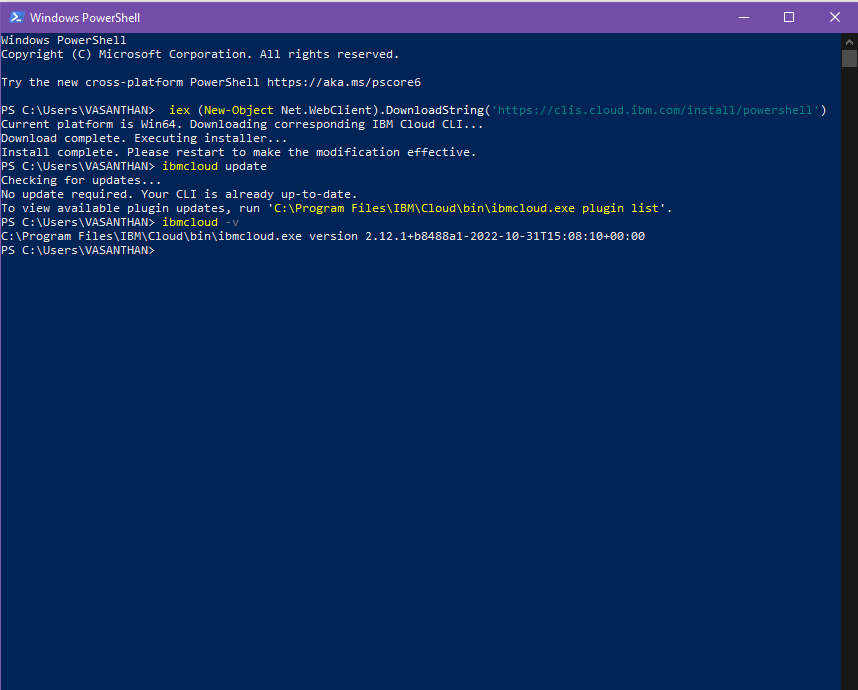 Windows PowerShell
Windows PowerShell
Copyright (C) Microsoft Corporation. All rights reserved.
Try the new cross-platform PowerShell https://aka.ms/pscore6
PS C:\Users\VASANTHAN>  iex (New-Object Net.WebClient).DownloadString('https://clis.cloud.ibm.com/install/powershell')
Current platform is Win64. Downloading corresponding IBM Cloud CLI...
Download complete. Executing installer...
Install complete. Please restart to make the modification effective.
PS C:\Users\VASANTHAN> ibmcloud update
Checking for updates...
No update required. Your CLI is already up-to-date.
To view available plugin updates, run 'C:\Program Files\IBM\Cloud\bin\ibmcloud.exe plugin list'.
PS C:\Users\VASANTHAN> ibmcloud -v
C:\Program Files\IBM\Cloud\bin\ibmcloud.exe version 2.12.1+b8488a1-2022-10-31T15:08:10+00:00
PS C:\Users\VASANTHAN>